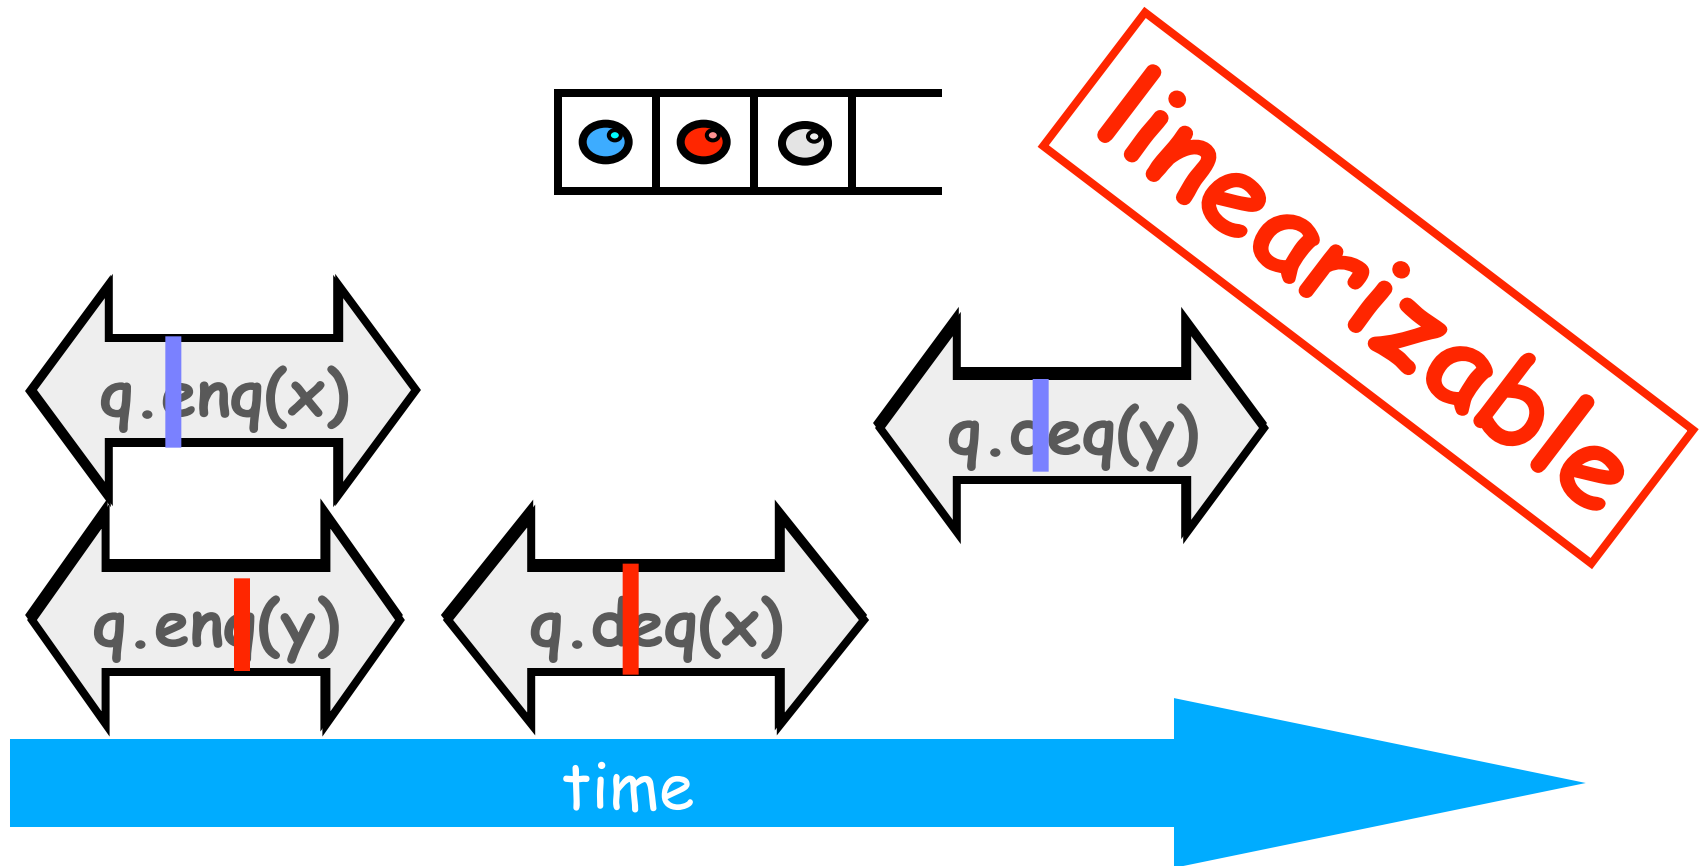 linearizable
q.enq(x)
q.deq(y)
q.enq(y)
q.deq(x)
time